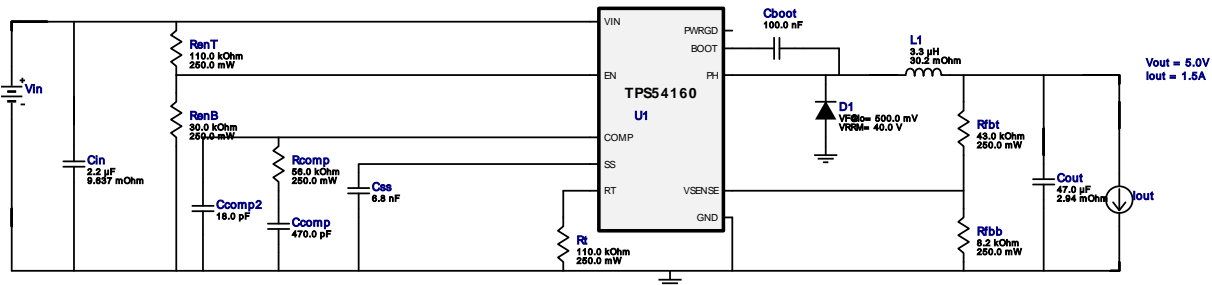 Vin
Cin
2.2 µF
9.637 mOhm
RenT
110.0 kOhm
250.0 mW
RenB
30.0 kOhm
250.0 mW
Ccomp2
18.0 pF
Rcomp
56.0 kOhm
250.0 mW
Ccomp
470.0 pF
Css
6.8 nF
Rt
110.0 kOhm
250.0 mW
VIN
EN
COMP
SS
RT
TPS54160
U1
PWRGD
BOOT
PH
VSENSE
GND
Cboot
100.0 nF
D1
500.0 mV
VRRM= 40.0 V
L1
3.3 µH
30.2 mOhm
Rfbt
43.0 kOhm
250.0 mW
Rfbb
8.2 kOhm
250.0 mW
Cout
47.0 µF
2.94 mOhm
Iout
Vout = 5.0V
Iout = 1.5A